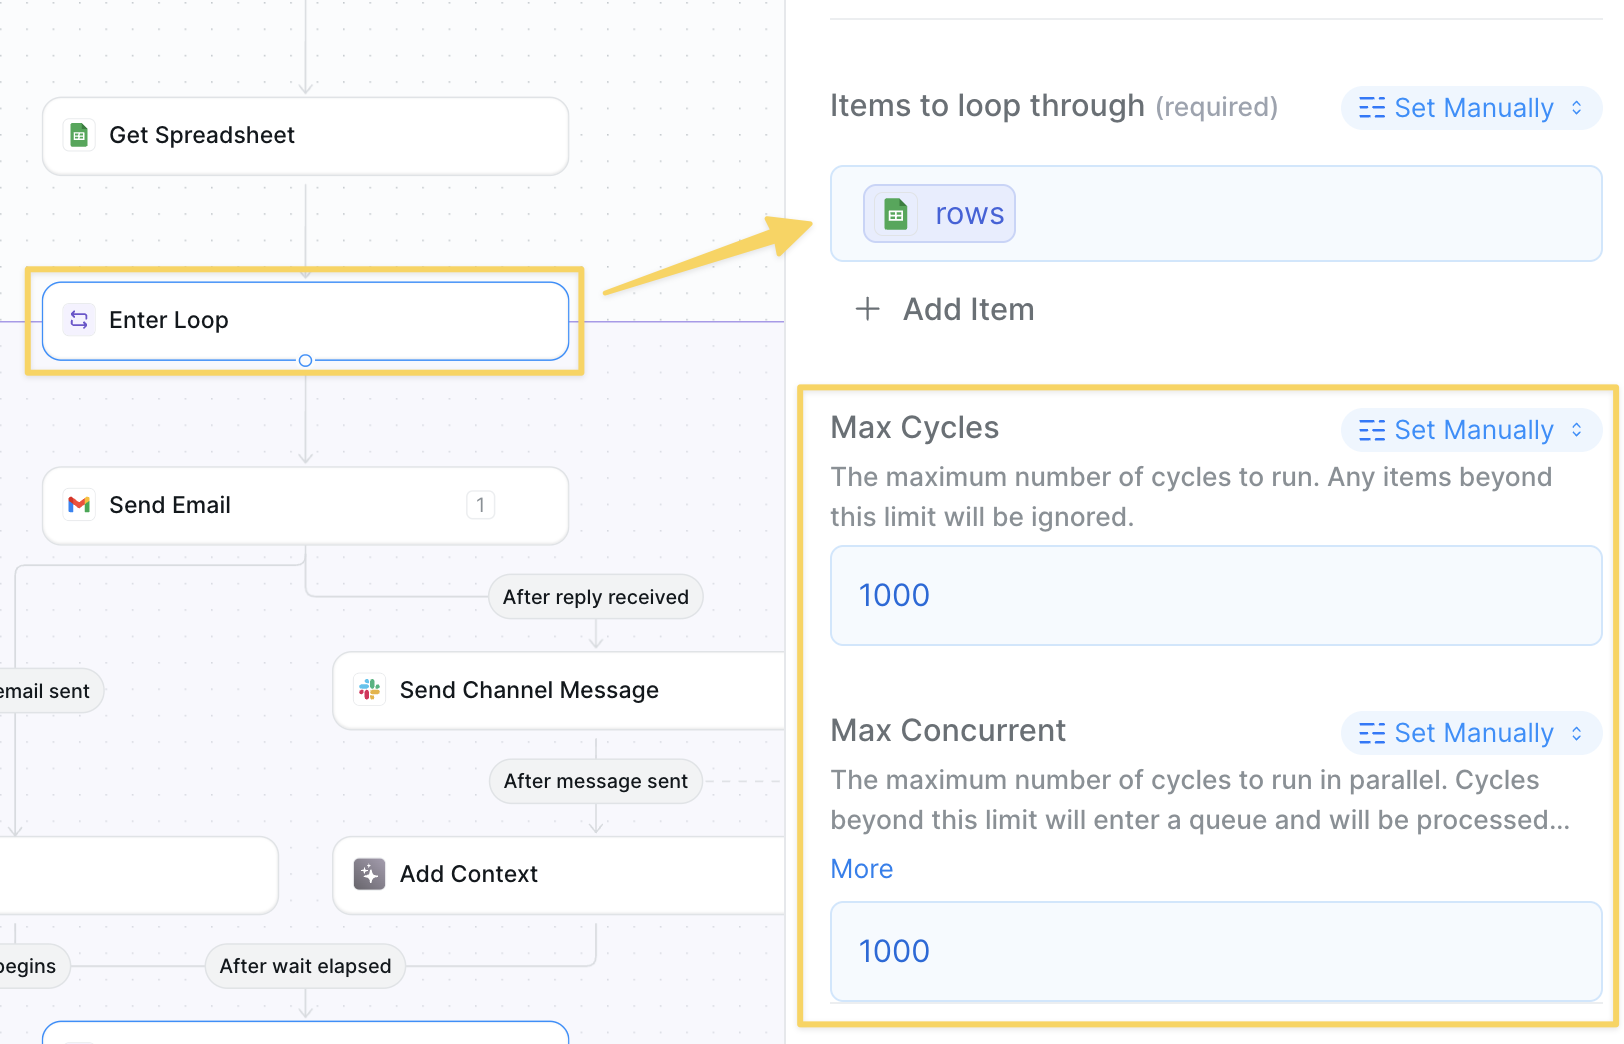 Get Spreadsheet
Enter Loop
Send Email
1
After reply received
email sent
Send Channel Message
After message sent
Add Context
begins
After wait elapsed
Items to loop through (required)
Set Manually
rows
+ Add Item
Max Cycles
Set Manually
The maximum number of cycles to run. Any items beyond
this limit will be ignored.
1000
Max Concurrent
Set Manually
The maximum number of cycles to run in parallel. Cycles
beyond this limit will enter a queue and will be processed...
More
1000